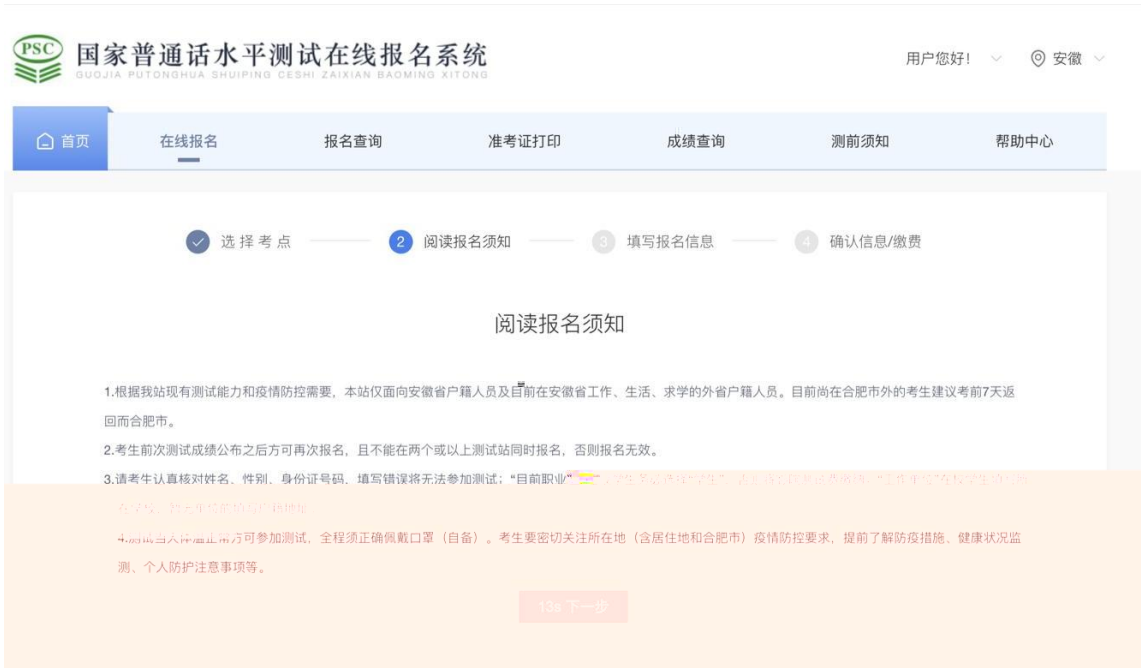 PSC 国家普通话水平测试在线报名系统
GUOJIA PUTONGHUA SHUIPING CESHI ZAIXIAN BAOMING XITONG
用户您好! 安徽
首页 在线报名 报名查询 准考证打印 成绩查询 测前须知 帮助中心
选择考点 2 阅读报名须知 3 填写报名信息 4 确认信息/缴费
阅读报名须知
1.根据我站现有测试能力和疫情防控需要，本站仅面向安徽省户籍人员及目前在安徽省工作、生活、求学的外省户籍人员。目前尚在合肥市外的考生建议考前7天返
回而合肥市。
2.考生前次测试成绩公布之后方可再次报名，且不能在两个或以上测试站同时报名，否则报名无效。
3.请考生认真核对姓名、性别、身份证号码，填写错误将无法参加测试；“目前职业”
4.测试当天体温正常方可参加测试，全程须正确佩戴口罩（自备）。考生要密切关注所在地（含居住地和合肥市）疫情防控要求，提前了解防疫措施、健康状况监
测、个人防护注意事项等。
13s 下一步